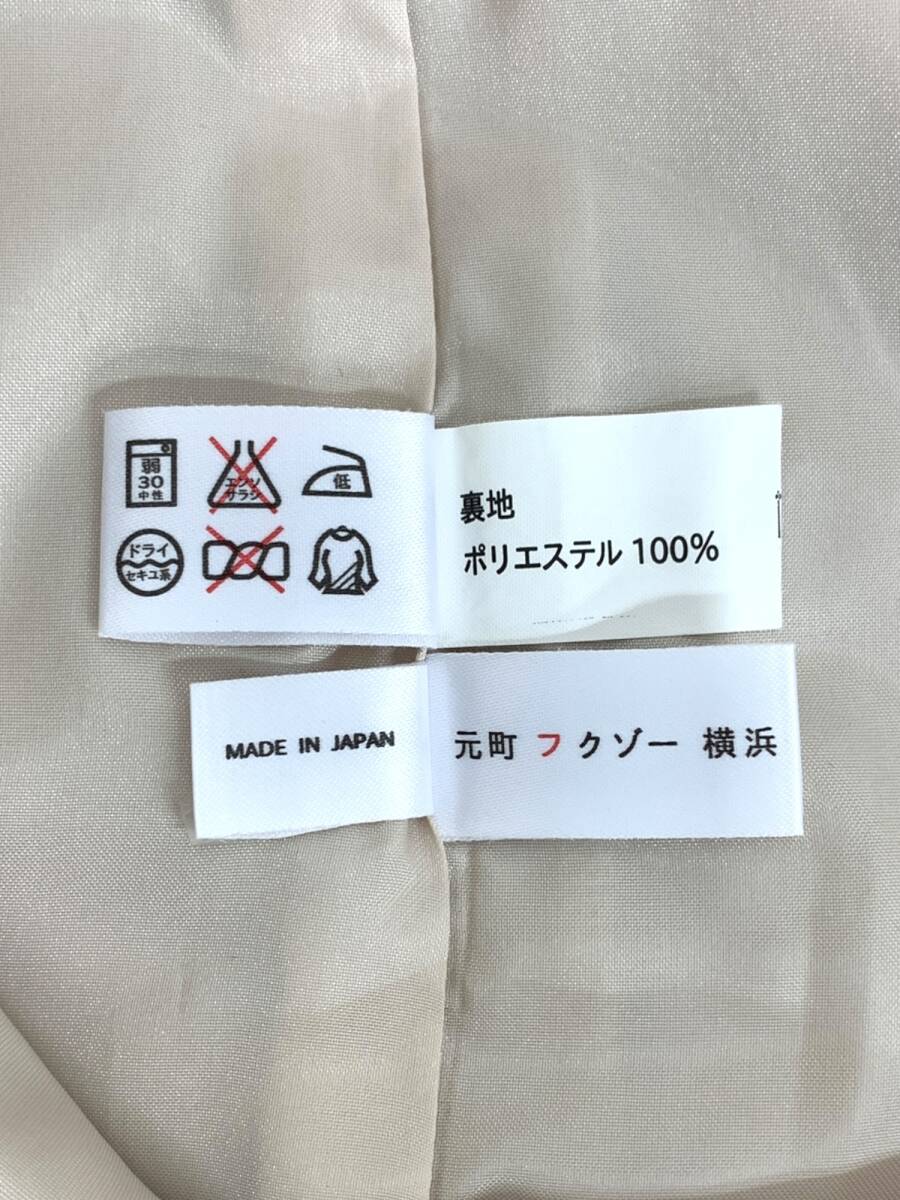 弱
30
中性
エンソ
サラシ
低
ドライ
セキユ系
裏地
ポリエステル 100%
MADE IN JAPAN
元町 フクゾー 横浜